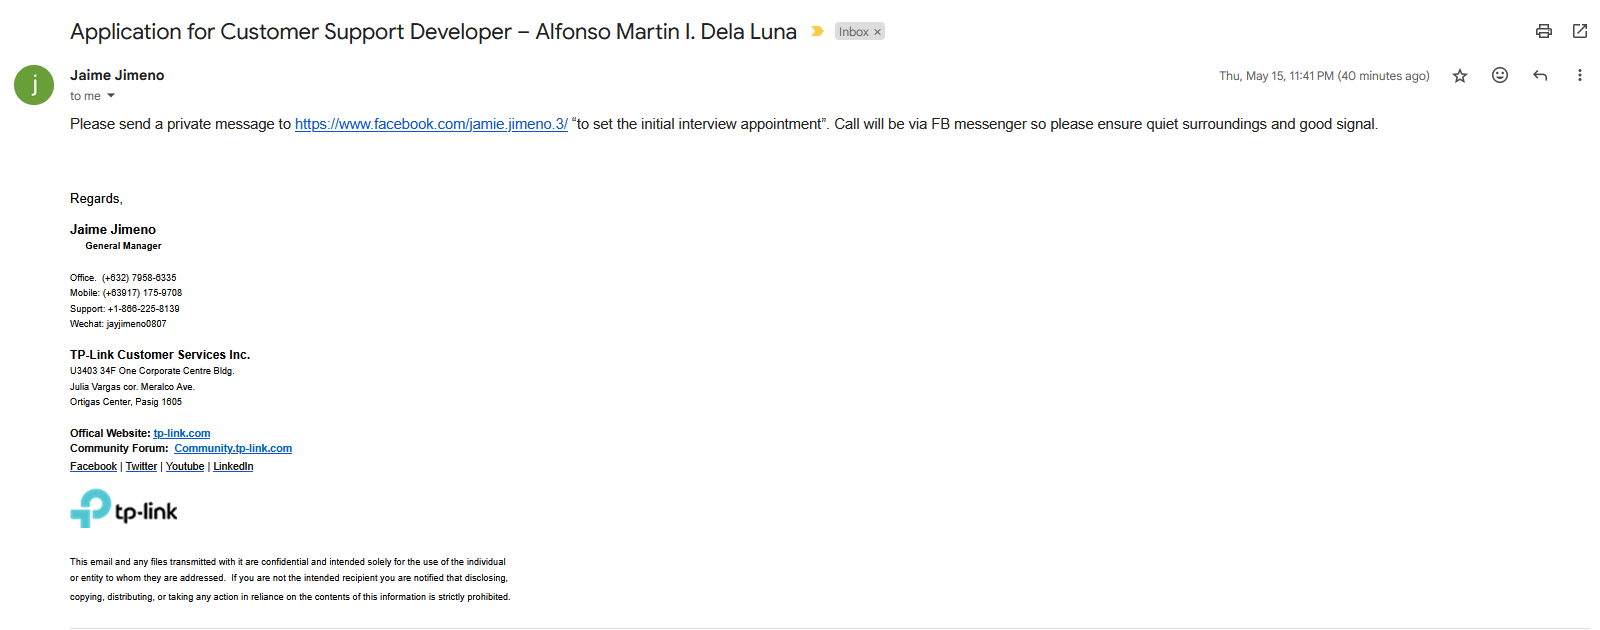 Application for Customer Support Developer – Alfonso Martin I. Dela Luna Inbox ×
j
Jaime Jimeno
Thu, May 15, 11:41 PM (40 minutes ago)
to me
Please send a private message to https://www.facebook.com/jamie.jimeno.3/ “to set the initial interview appointment”. Call will be via FB messenger so please ensure quiet surroundings and good signal.
Regards,
Jaime Jimeno
General Manager
Office. (+632) 7958-6335
Mobile: (+63917) 175-9708
Support: +1-866-225-8139
Wechat: jayjimeno0807
TP-Link Customer Services Inc.
U3403 34F One Corporate Centre Bldg.
Julia Vargas cor. Meralco Ave.
Ortigas Center, Pasig 1605
Offical Website: tp-link.com
Community Forum: Community.tp-link.com
Facebook | Twitter | Youtube | LinkedIn
tp-link
This email and any files transmitted with it are confidential and intended solely for the use of the individual
or entity to whom they are addressed. If you are not the intended recipient you are notified that disclosing,
copying, distributing, or taking any action in reliance on the contents of this information is strictly prohibited.